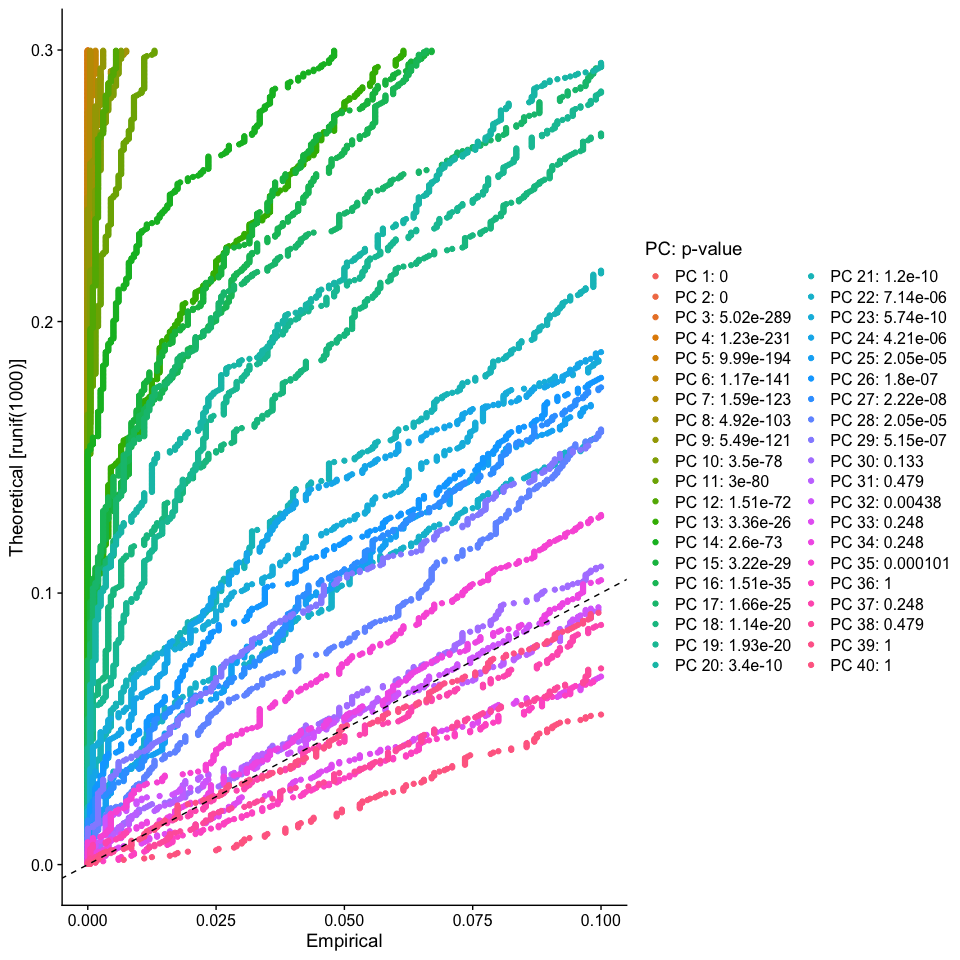 0.3
0.2
0.1
0.0
Theoretical [runif(1000)]
0.000
0.025
0.050
0.075
0.100
Empirical
PC: p-value
PC 1: 0
PC 2: 0
PC 3: 5.02e-289
PC 4: 1.23e-231
PC 5: 9.99e-194
PC 6: 1.17e-141
PC 7: 1.59e-123
PC 8: 4.92e-103
PC 9: 5.49e-121
PC 10: 3.5e-78
PC 11: 3e-80
PC 12: 1.51e-72
PC 13: 3.36e-26
PC 14: 2.6e-73
PC 15: 3.22e-29
PC 16: 1.51e-35
PC 17: 1.66e-25
PC 18: 1.14e-20
PC 19: 1.93e-20
PC 20: 3.4e-10
PC 21: 1.2e-10
PC 22: 7.14e-06
PC 23: 5.74e-10
PC 24: 4.21e-06
PC 25: 2.05e-05
PC 26: 1.8e-07
PC 27: 2.22e-08
PC 28: 2.05e-05
PC 29: 5.15e-07
PC 30: 0.133
PC 31: 0.479
PC 32: 0.00438
PC 33: 0.248
PC 34: 0.248
PC 35: 0.000101
PC 36: 1
PC 37: 0.248
PC 38: 0.479
PC 39: 1
PC 40: 1